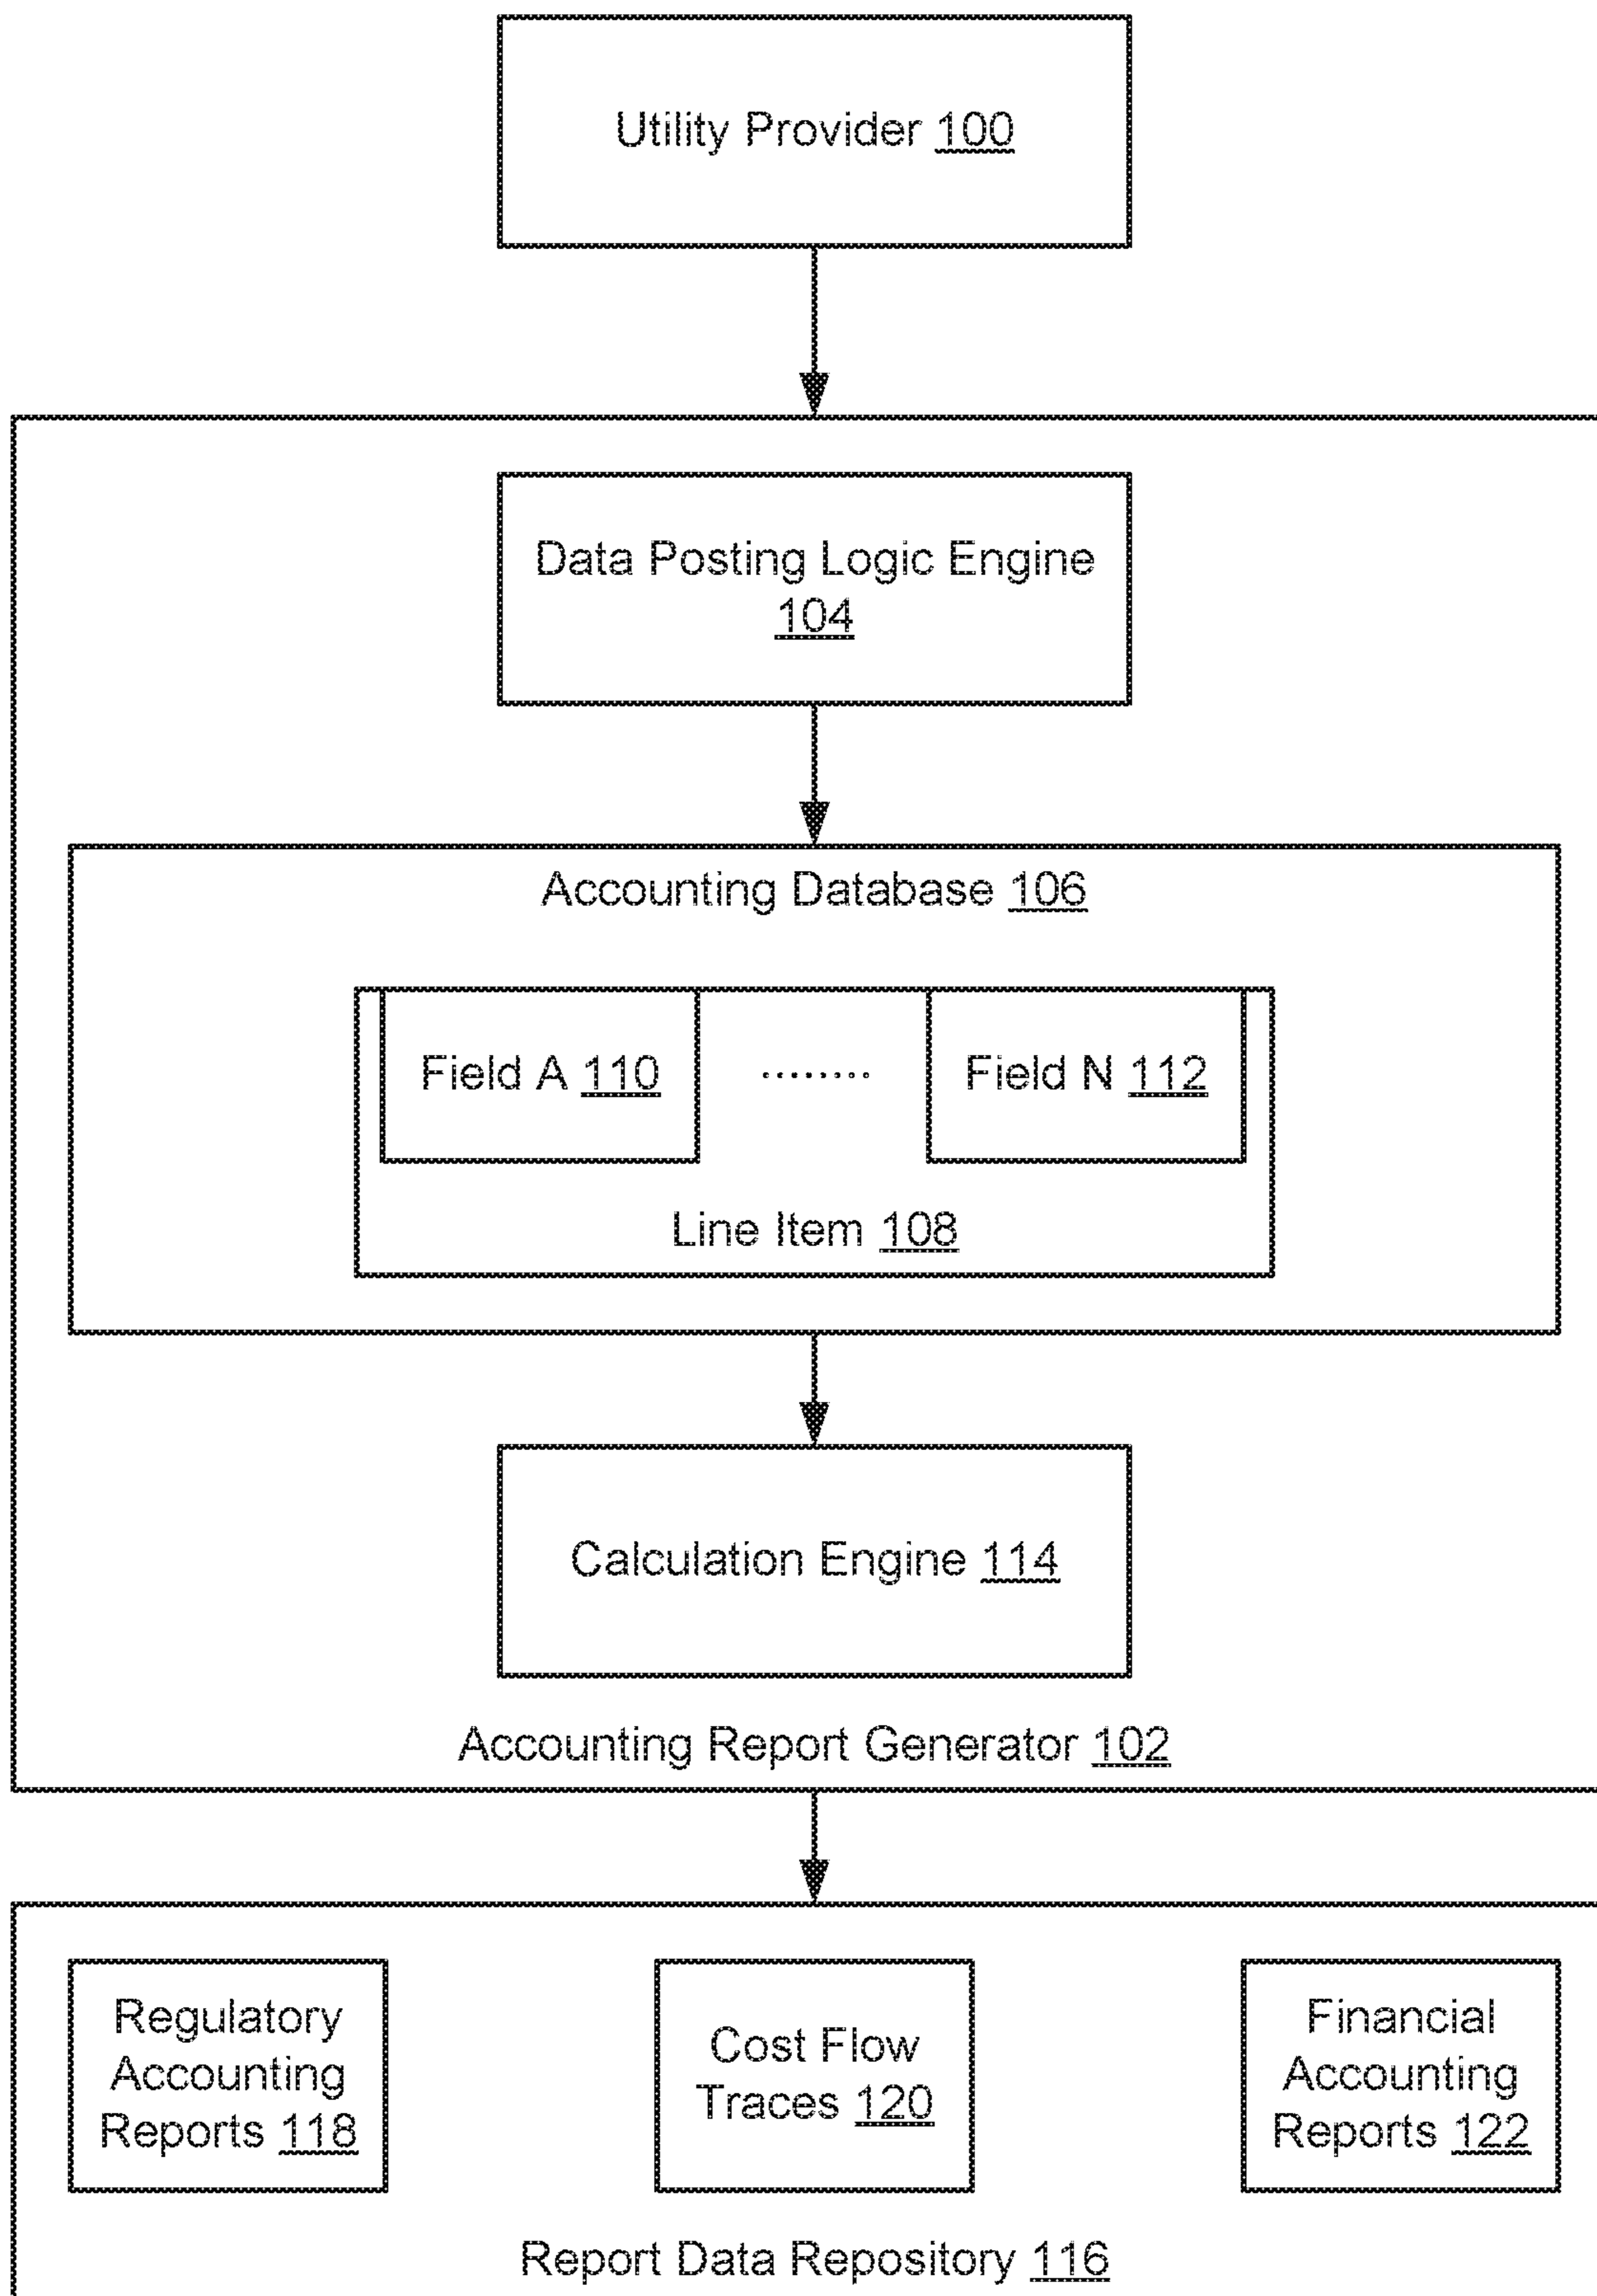 Utility Provider 100
Data Posting Logic Engine
104
Accounting Database 106
Field A 110 ........ Field N 112
Line Item 108
Calculation Engine 114
Accounting Report Generator 102
Regulatory
Accounting
Reports 118
Cost Flow
Traces 120
Financial
Accounting
Reports 122
Report Data Repository 116